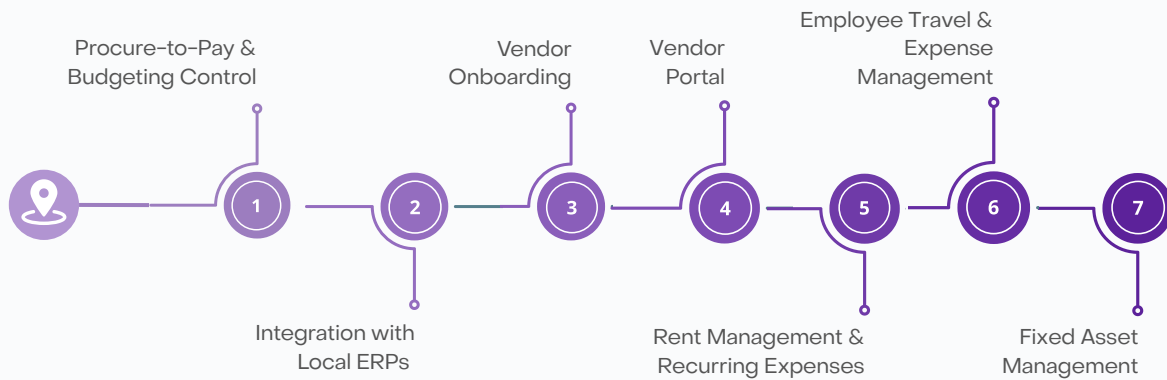 Procure-to-Pay &
Budgeting Control
1
2
Integration with
Local ERPs
Vendor
Onboarding
3
Vendor
Portal
4
5
Rent Management &
Recurring Expenses
Employee Travel &
Expense
Management
6
7
Fixed Asset
Management